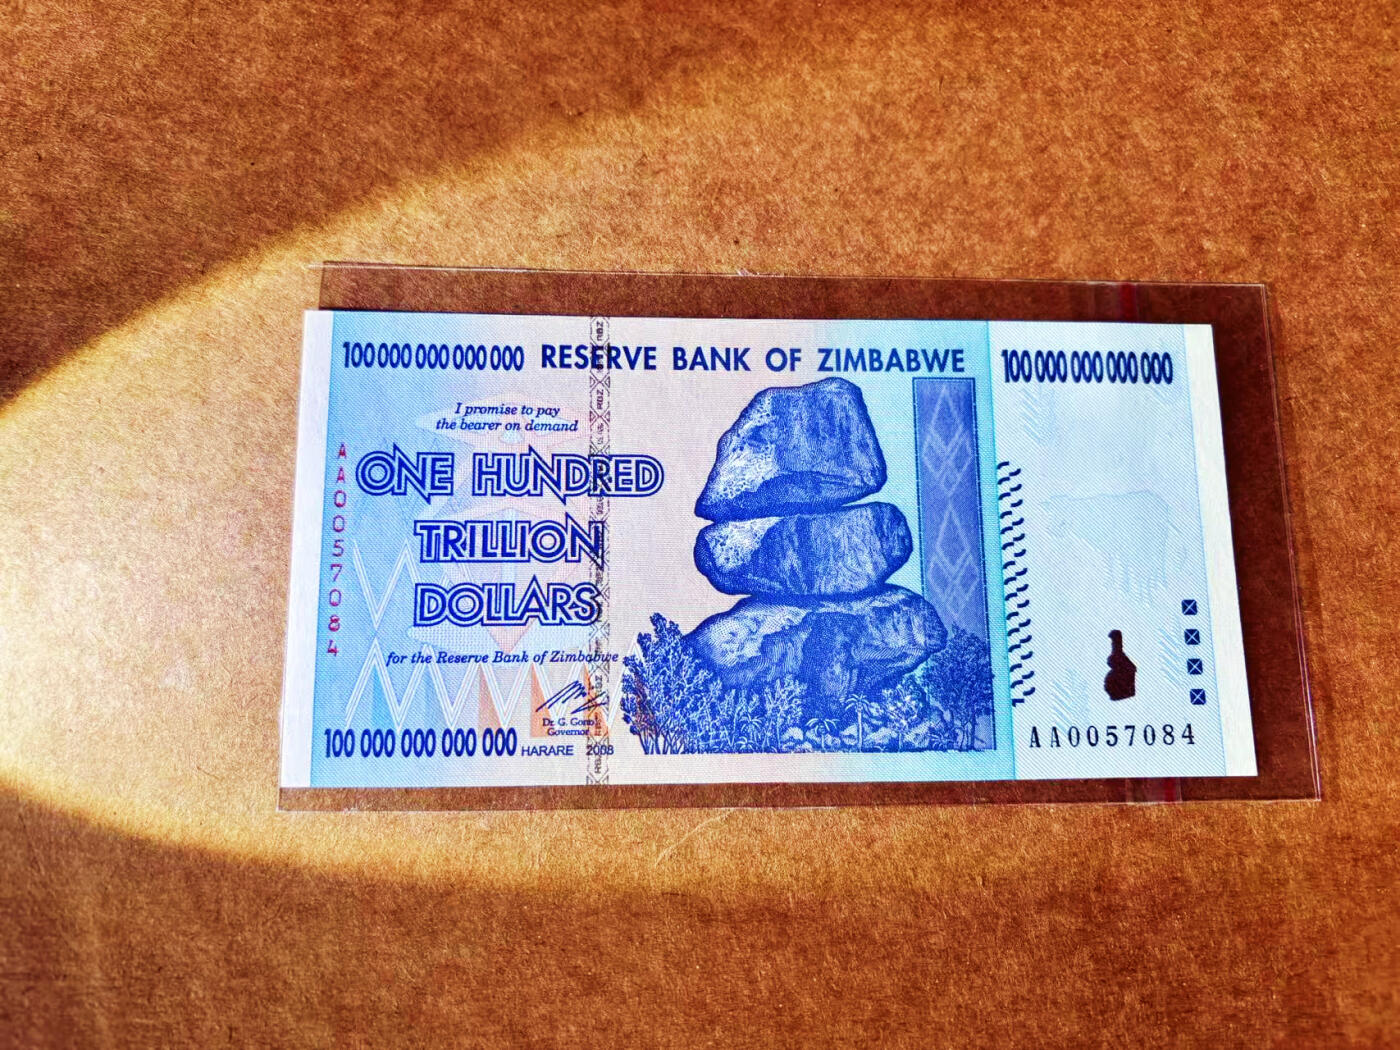 100 000 000 000 000 RESERVE BANK OF ZIMBABWE 100 000 000 000 000
I promise to pay
the bearer on demand
AA0057084
ONE HUNDRED
TRILLION
DOLLARS
for the Reserve Bank of Zimbabwe
Dr. G. Gono
Governor
100 000 000 000 000 HARARE 2008
AA0057084
RBZ